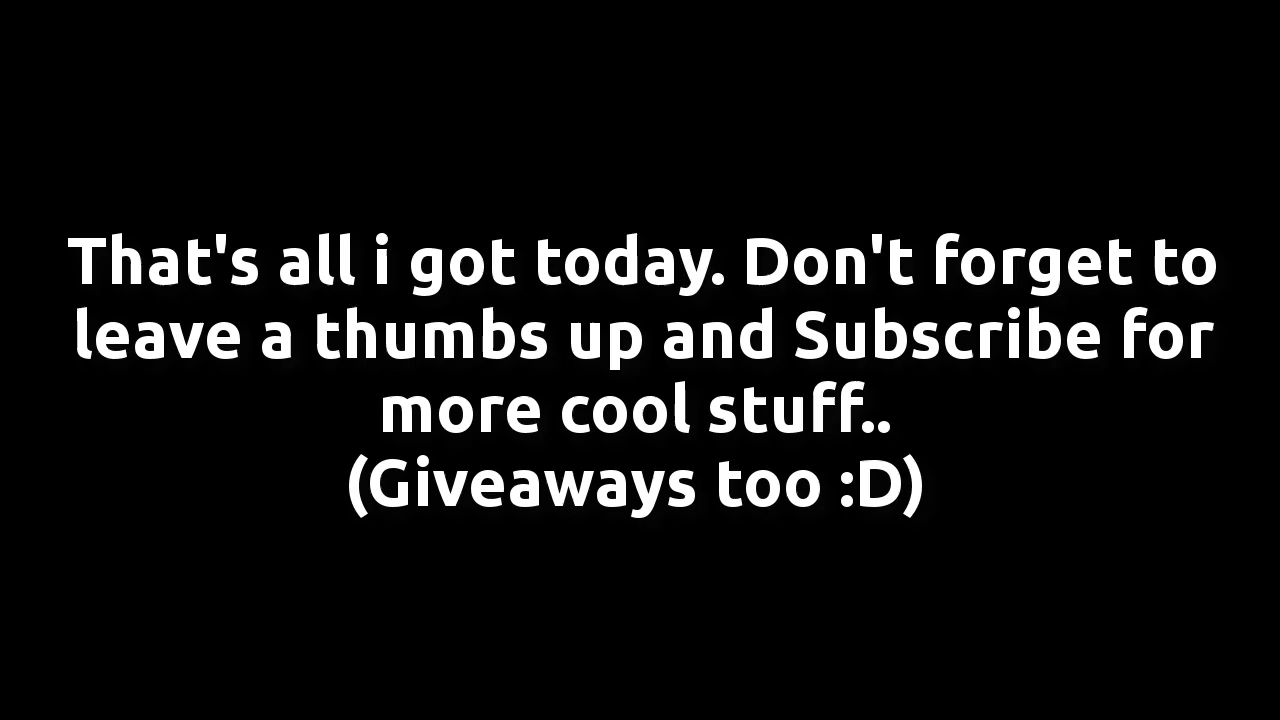 That's all i got today. Don't forget to
leave a thumbs up and Subscribe for
more cool stuff..
(Giveaways too :D)